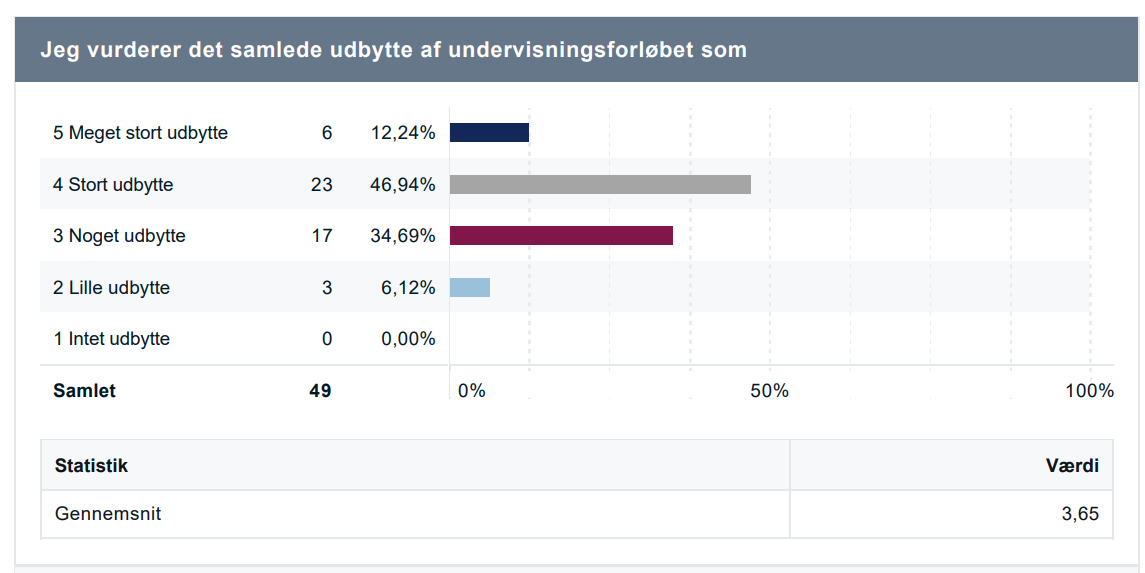 Jeg vurderer det samlede udbytte af undervisningsforløbet som
5 Meget stort udbytte 6 12,24%
4 Stort udbytte 23 46,94%
3 Noget udbytte 17 34,69%
2 Lille udbytte 3 6,12%
1 Intet udbytte 0 0,00%
Samlet 49 0% 50% 100%
Statistik Værdi
Gennemsnit 3,65